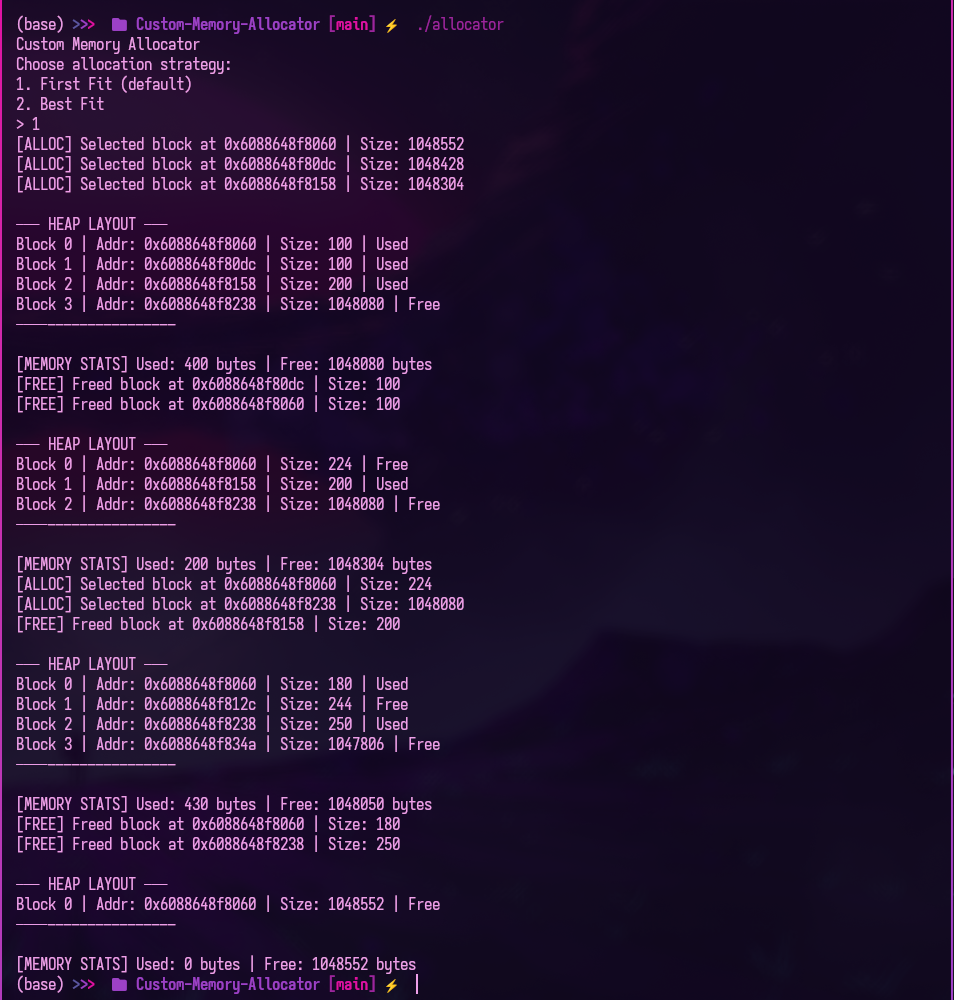 (base) >>> Custom-Memory-Allocator [main] ⚡ ./allocator
Custom Memory Allocator
Choose allocation strategy:
1. First Fit (default)
2. Best Fit
> 1
[ALLOC] Selected block at 0x6088648f8060 | Size: 1048552
[ALLOC] Selected block at 0x6088648f80dc | Size: 1048428
[ALLOC] Selected block at 0x6088648f8158 | Size: 1048304
--- HEAP LAYOUT ---
Block 0 | Addr: 0x6088648f8060 | Size: 100 | Used
Block 1 | Addr: 0x6088648f80dc | Size: 100 | Used
Block 2 | Addr: 0x6088648f8158 | Size: 200 | Used
Block 3 | Addr: 0x6088648f8238 | Size: 1048080 | Free
--------------------
[MEMORY STATS] Used: 400 bytes | Free: 1048080 bytes
[FREE] Freed block at 0x6088648f80dc | Size: 100
[FREE] Freed block at 0x6088648f8060 | Size: 100
--- HEAP LAYOUT ---
Block 0 | Addr: 0x6088648f8060 | Size: 224 | Free
Block 1 | Addr: 0x6088648f8158 | Size: 200 | Used
Block 2 | Addr: 0x6088648f8238 | Size: 1048080 | Free
--------------------
[MEMORY STATS] Used: 200 bytes | Free: 1048304 bytes
[ALLOC] Selected block at 0x6088648f8060 | Size: 224
[ALLOC] Selected block at 0x6088648f8238 | Size: 1048080
[FREE] Freed block at 0x6088648f8158 | Size: 200
--- HEAP LAYOUT ---
Block 0 | Addr: 0x6088648f8060 | Size: 180 | Used
Block 1 | Addr: 0x6088648f812c | Size: 244 | Free
Block 2 | Addr: 0x6088648f8238 | Size: 250 | Used
Block 3 | Addr: 0x6088648f834a | Size: 1047806 | Free
--------------------
[MEMORY STATS] Used: 430 bytes | Free: 1048050 bytes
[FREE] Freed block at 0x6088648f8060 | Size: 180
[FREE] Freed block at 0x6088648f8238 | Size: 250
--- HEAP LAYOUT ---
Block 0 | Addr: 0x6088648f8060 | Size: 1048552 | Free
--------------------
[MEMORY STATS] Used: 0 bytes | Free: 1048552 bytes
(base) >>> Custom-Memory-Allocator [main] ⚡